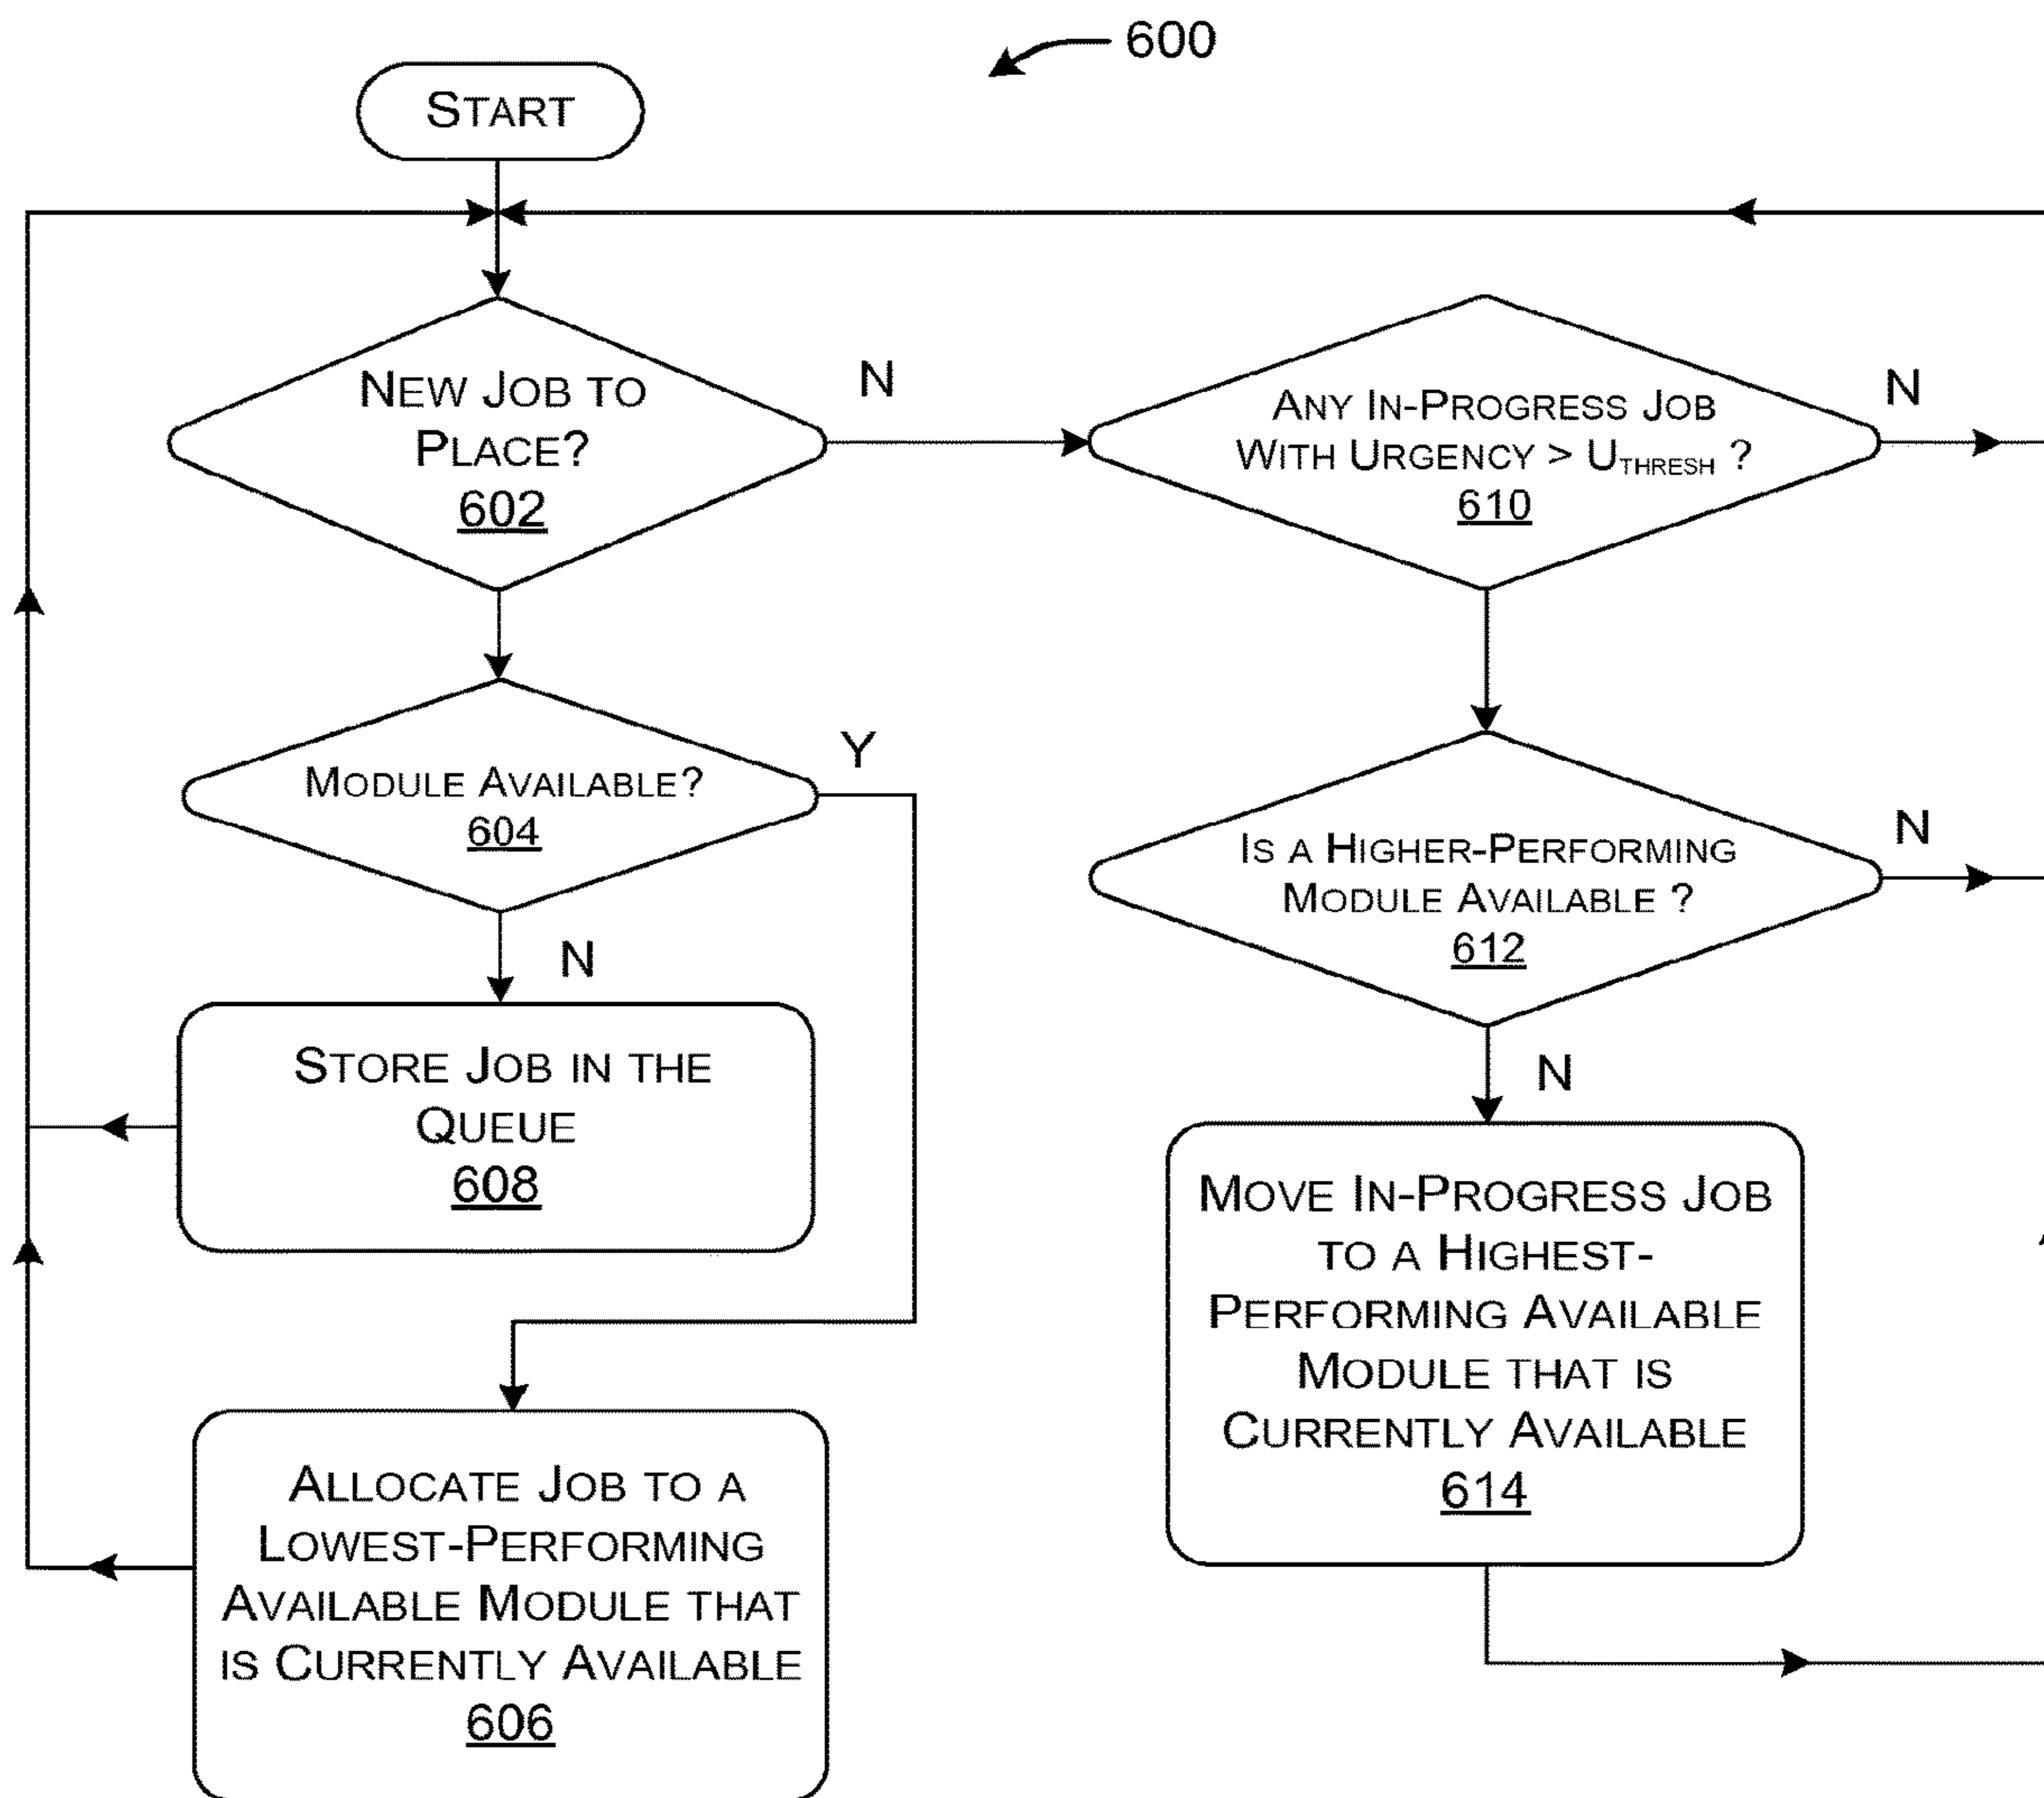 600
START
NEW JOB TO
PLACE?
602
N
ANY IN-PROGRESS JOB
WITH URGENCY > UTHRESH ?
610
N
MODULE AVAILABLE?
604
Y
N
IS A HIGHER-PERFORMING
MODULE AVAILABLE ?
612
N
N
STORE JOB IN THE
QUEUE
608
MOVE IN-PROGRESS JOB
TO A HIGHEST-
PERFORMING AVAILABLE
MODULE THAT IS
CURRENTLY AVAILABLE
614
ALLOCATE JOB TO A
LOWEST-PERFORMING
AVAILABLE MODULE THAT
IS CURRENTLY AVAILABLE
606